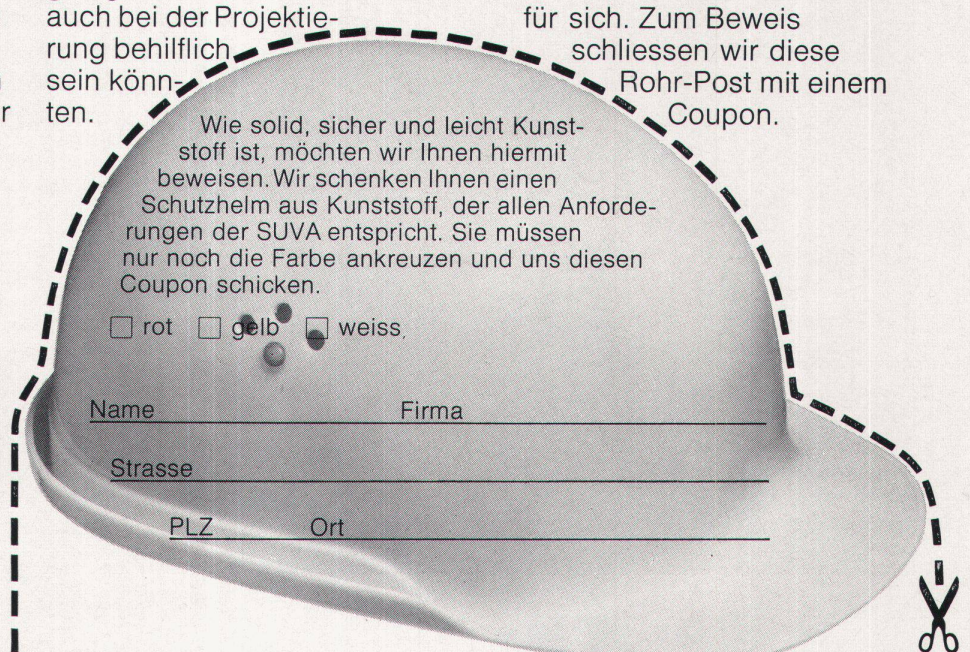 auch bei der Projektie-
rung behilflich
sein könn-
ten.
für sich. Zum Beweis
schliessen wir diese
Rohr-Post mit einem
Coupon.
Wie solid, sicher und leicht Kunst-
stoff ist, möchten wir Ihnen hiermit
beweisen. Wir schenken Ihnen einen
Schutzhelm aus Kunststoff, der allen Anforde-
rungen der SUVA entspricht. Sie müssen
nur noch die Farbe ankreuzen und uns diesen
Coupon schicken.
rot gelb weiss
Name Firma
Strasse
PLZ Ort